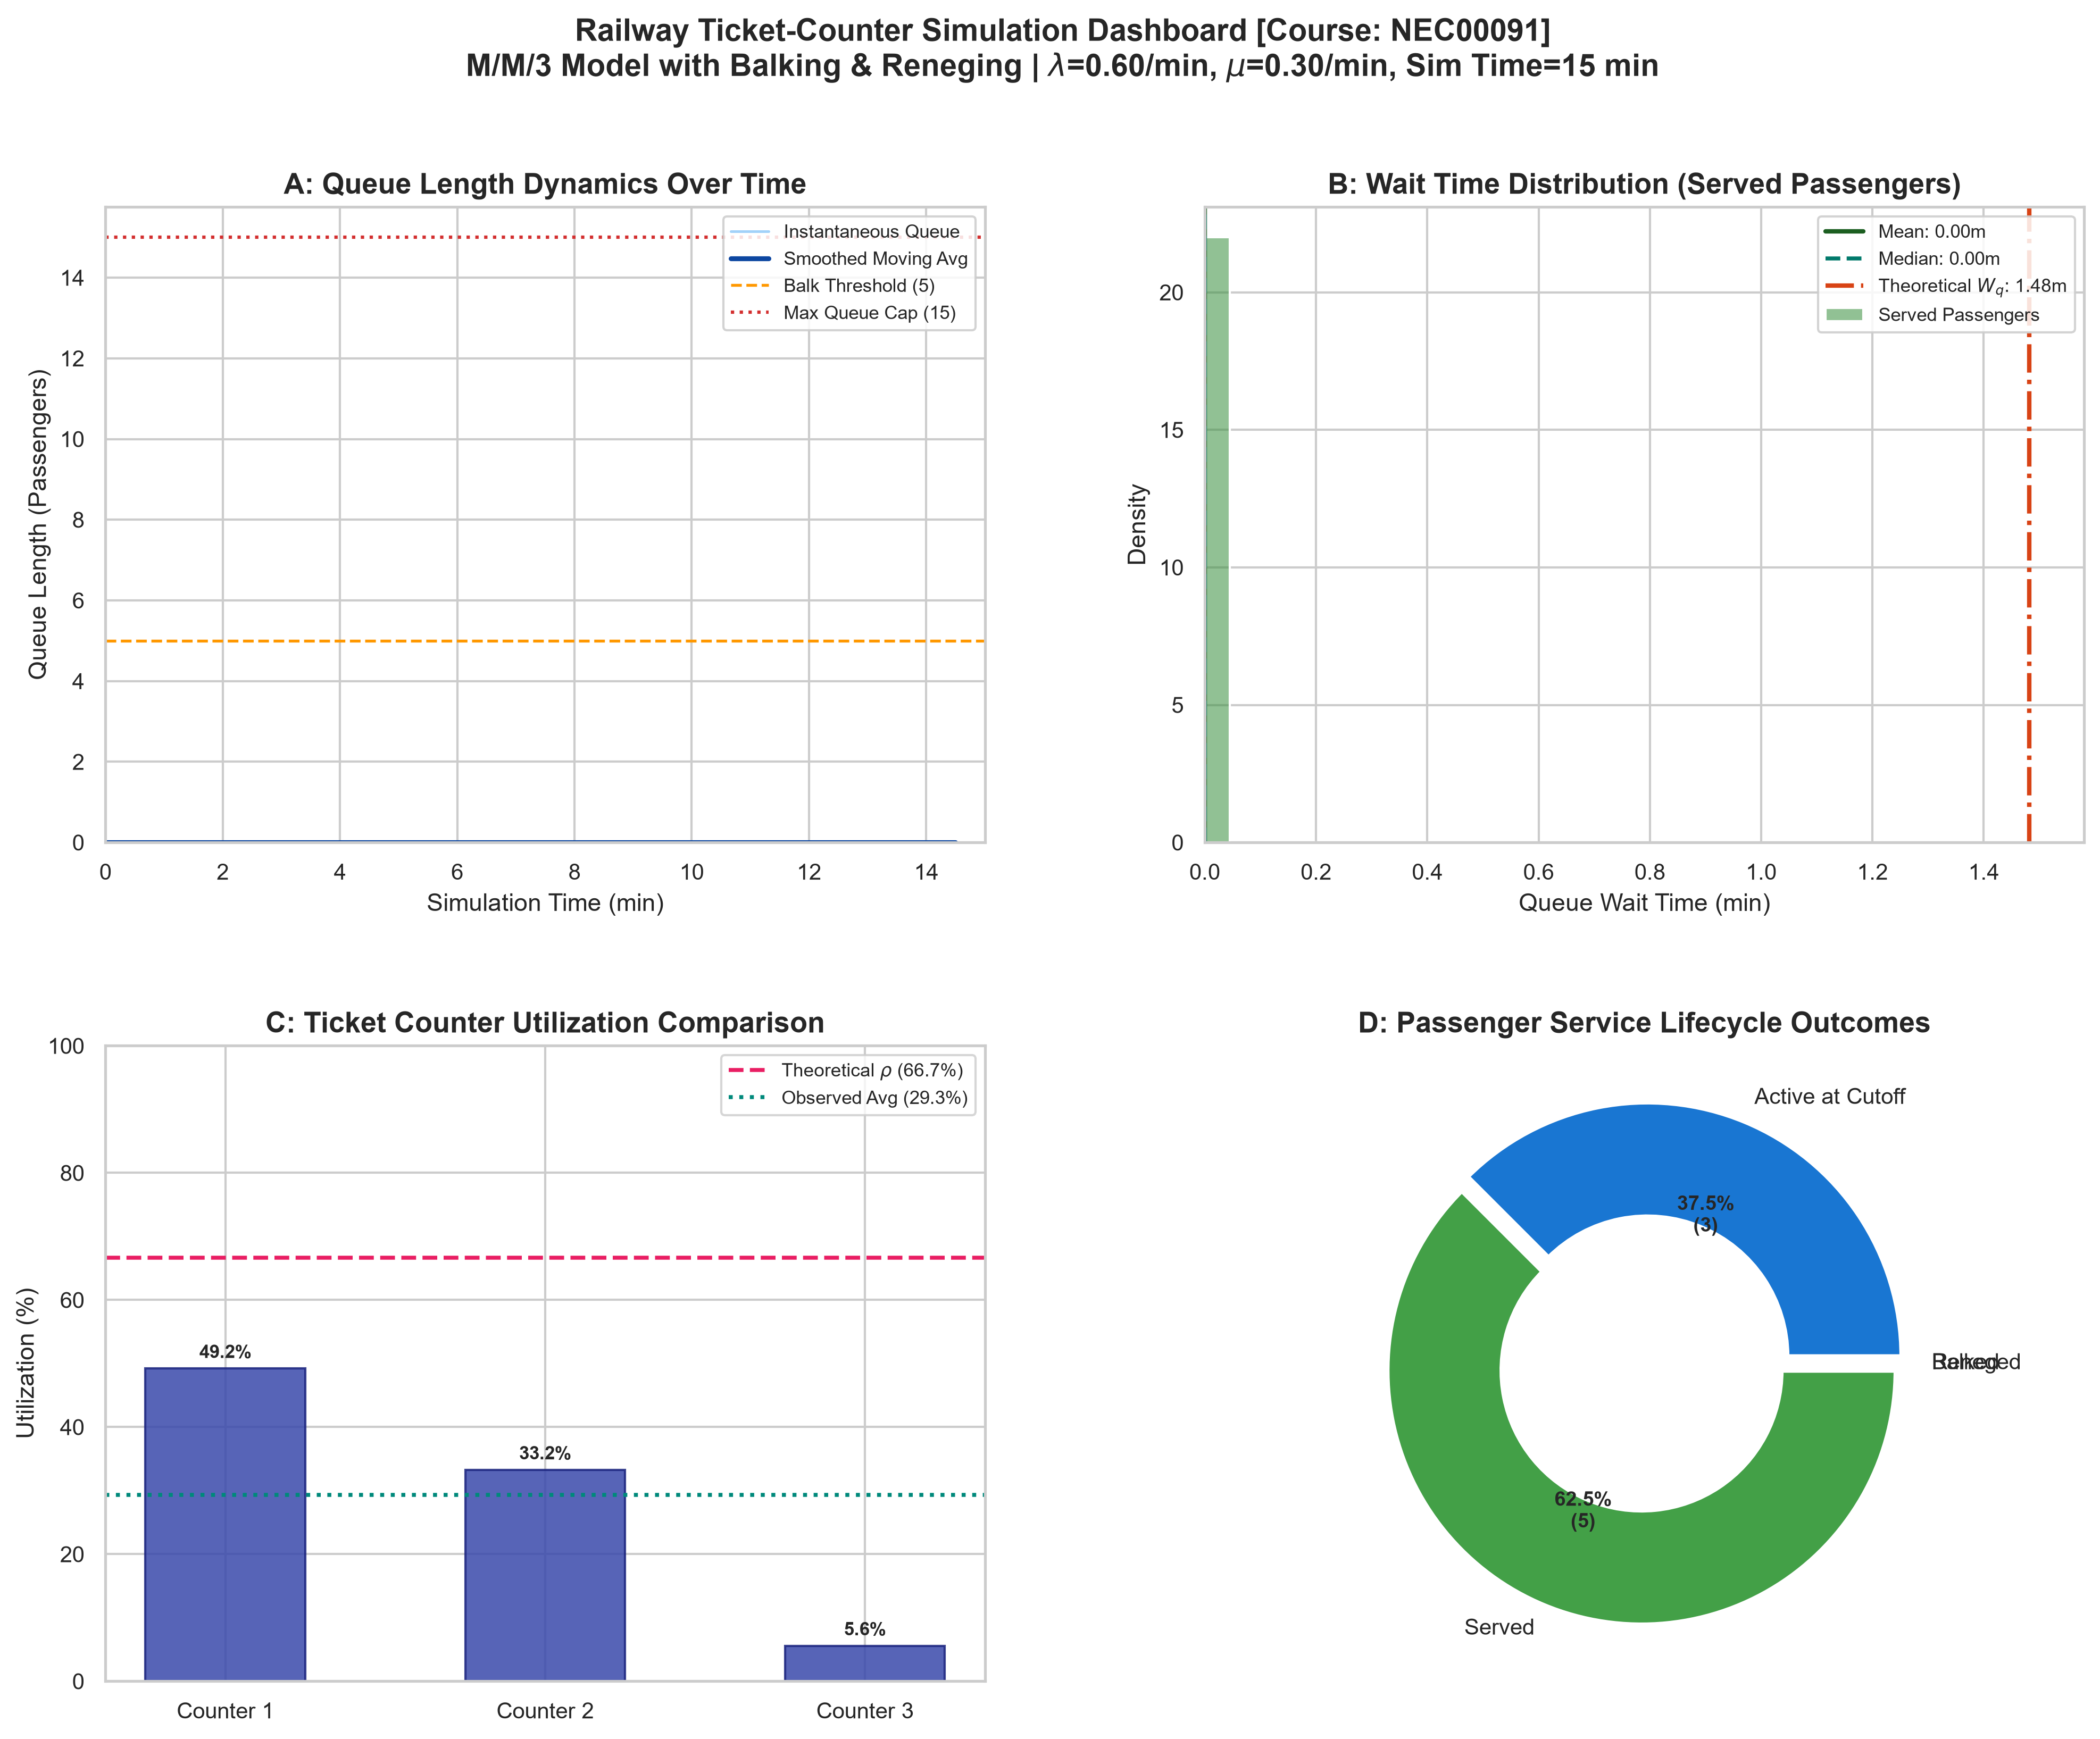 Railway Ticket-Counter Simulation Dashboard [Course: NEC00091]
M/M/3 Model with Balking & Reneging | λ=0.60/min, μ=0.30/min, Sim Time=15 min
A: Queue Length Dynamics Over Time
Instantaneous Queue
Smoothed Moving Avg
Balk Threshold (5)
Max Queue Cap (15)
Queue Length (Passengers)
14
12
10
8
6
4
2
0
0 2 4 6 8 10 12 14
Simulation Time (min)
B: Wait Time Distribution (Served Passengers)
Mean: 0.00m
Median: 0.00m
Theoretical Wq: 1.48m
Served Passengers
Density
20
15
10
5
0
0.0 0.2 0.4 0.6 0.8 1.0 1.2 1.4
Queue Wait Time (min)
C: Ticket Counter Utilization Comparison
Theoretical ρ (66.7%)
Observed Avg (29.3%)
Utilization (%)
100
80
60
40
20
0
49.2%
33.2%
5.6%
Counter 1 Counter 2 Counter 3
D: Passenger Service Lifecycle Outcomes
Active at Cutoff
37.5%
(3)
Balked
Reneged
62.5%
(5)
Served